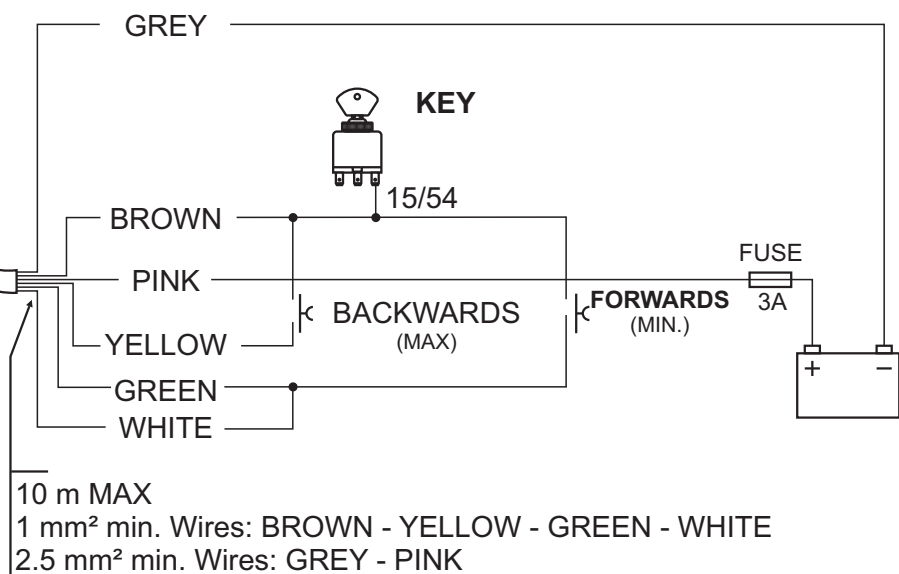 GREY
KEY
15/54
BROWN
FUSE
PINK
3A
BACKWARDS
(MAX)
FORWARDS
(MIN.)
YELLOW
+ −
GREEN
WHITE
10 m MAX
1 mm² min. Wires: BROWN - YELLOW - GREEN - WHITE
2.5 mm² min. Wires: GREY - PINK